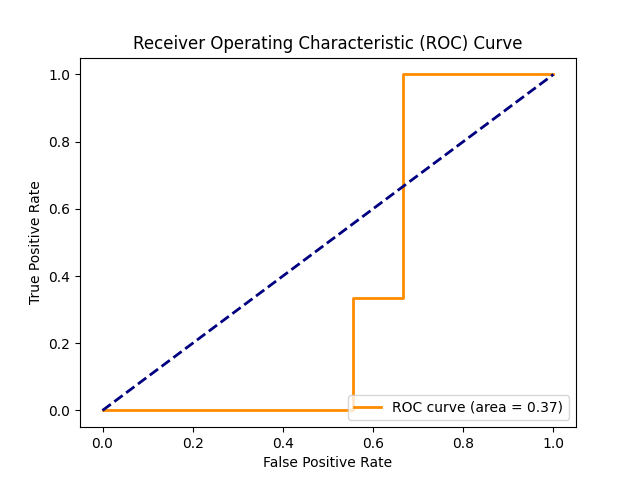 Receiver Operating Characteristic (ROC) Curve
1.0
0.8
0.6
0.4
0.2
0.0
True Positive Rate
ROC curve (area = 0.37)
0.0 0.2 0.4 0.6 0.8 1.0
False Positive Rate